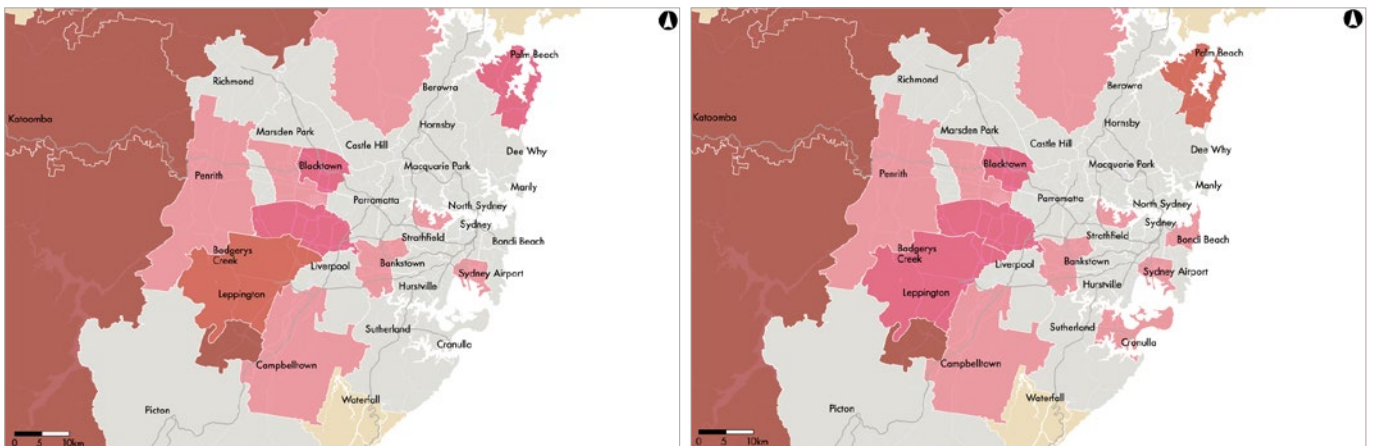 Palm Beach
Richmond
Berowra
Katoomba
Hornsby
Marsden Park
Castle Hill
Dee Why
Blacktown
Macquarie Park
Penrith
Manly
Parramatta
North Sydney
Sydney
Strathfield
Bondi Beach
Badgerys
Creek
Liverpool
Bankstown
Sydney Airport
Hurstville
Leppington
Sutherland
Cronulla
Campbelltown
Waterfall
Picton
0 5 10km
Palm Beach
Richmond
Berowra
Katoomba
Hornsby
Marsden Park
Castle Hill
Dee Why
Blacktown
Macquarie Park
Penrith
Manly
Parramatta
North Sydney
Sydney
Strathfield
Bondi Beach
Badgerys
Creek
Liverpool
Bankstown
Sydney Airport
Hurstville
Leppington
Sutherland
Cronulla
Campbelltown
Waterfall
Picton
0 5 10km